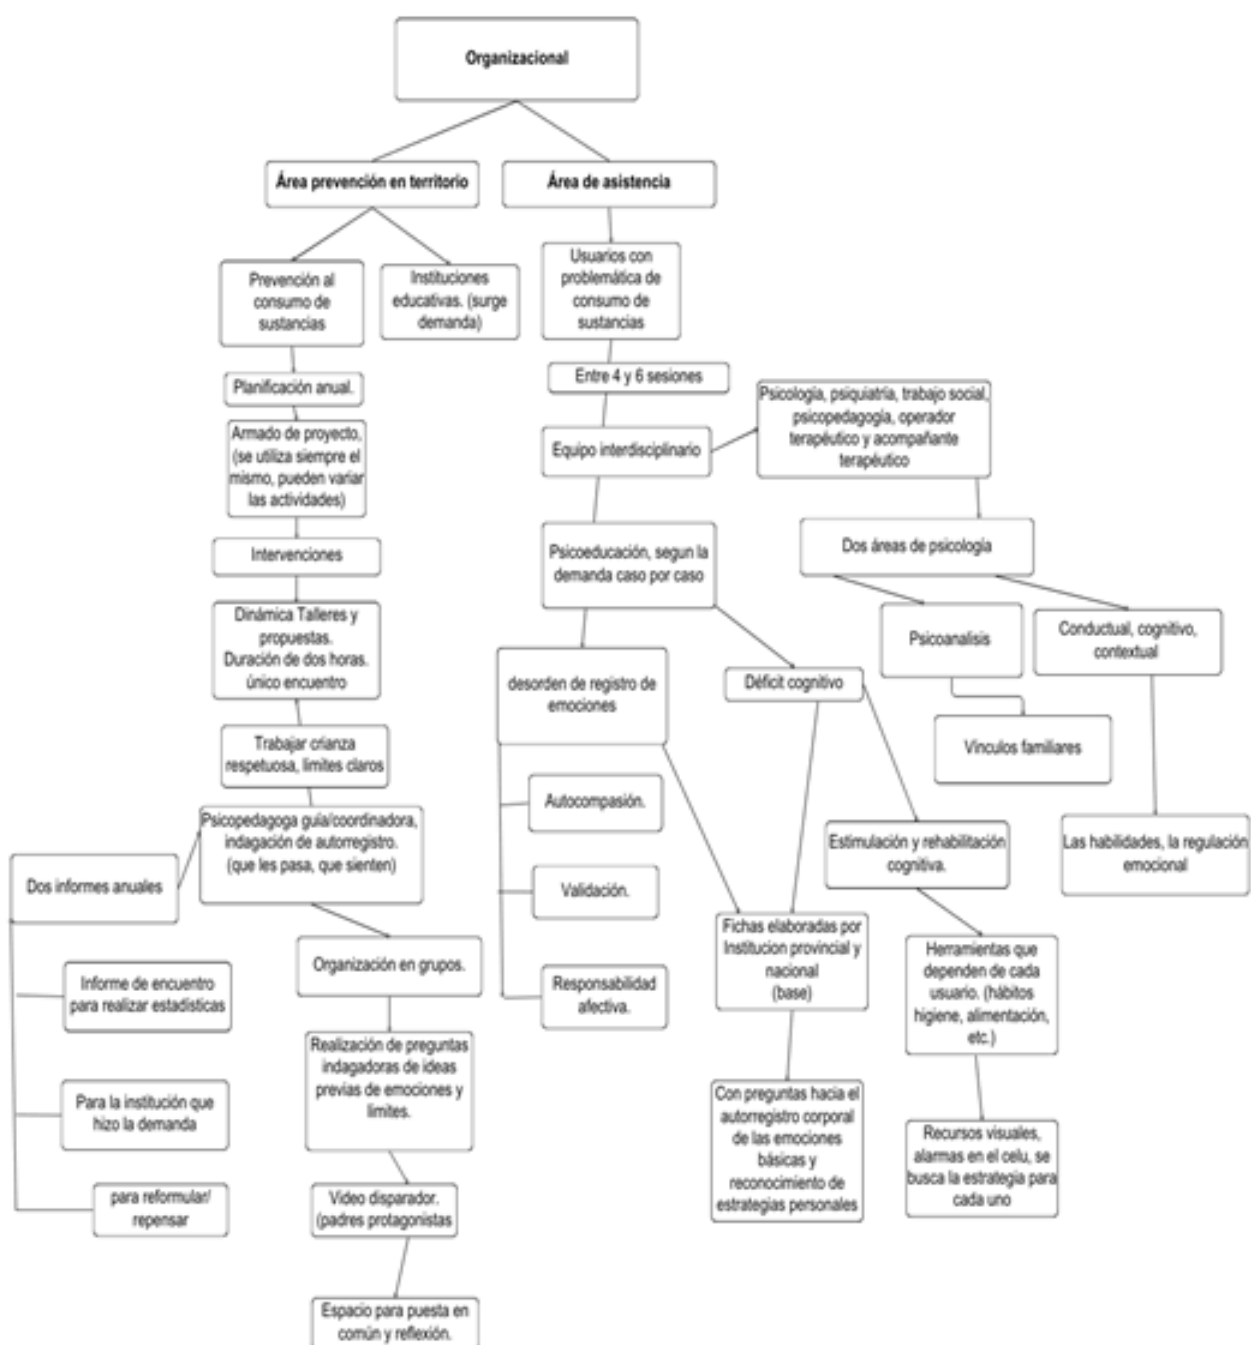 Organizacional
Área prevención en territorio
Área de asistencia
Prevención al
consumo de
sustancias
Instituciones
educativas. (surge
demanda)
Planificación anual.
Armado de proyecto,
(se utiliza siempre el
mismo, pueden variar
las actividades)
Intervenciones
Dinámica Talleres y
propuestas.
Duración de dos horas.
único encuentro
Trabajar crianza
respetuosa, limites claros
Psicopedagoga guía/coordinadora,
indagación de autorregistro.
(que les pasa, que sienten)
Dos informes anuales
Informe de encuentro
para realizar estadísticas
Para la institución que
hizo la demanda
para reformular/
repensar
Organización en grupos.
Realización de preguntas
indagadoras de ideas
previas de emociones y
limites.
Video disparador.
(padres protagonistas
Espacio para puesta en
común y reflexión.
Usuarios con
problemática de
consumo de
sustancias
Entre 4 y 6 sesiones
Equipo interdisciplinario
Psicología, psiquiatría, trabajo social,
psicopedagogía, operador
terapéutico y acompañante
terapéutico
Dos áreas de psicología
Psicoanalisis
Vínculos familiares
Conductual, cognitivo,
contextual
Las habilidades, la regulación
emocional
Psicoeducación, segun la
demanda caso por caso
desorden de registro de
emociones
Autocompasión.
Validación.
Responsabilidad
afectiva.
Déficit cognitivo
Fichas elaboradas por
Institucion provincial y
nacional
(base)
Con preguntas hacia el
autorregistro corporal
de las emociones
básicas y
reconocimiento de
estrategias personales
Estimulación y rehabilitación
cognitiva.
Herramientas que
dependen de cada
usuario. (hábitos
higiene, alimentación,
etc.)
Recursos visuales,
alarmas en el celu, se
busca la estrategia para
cada uno